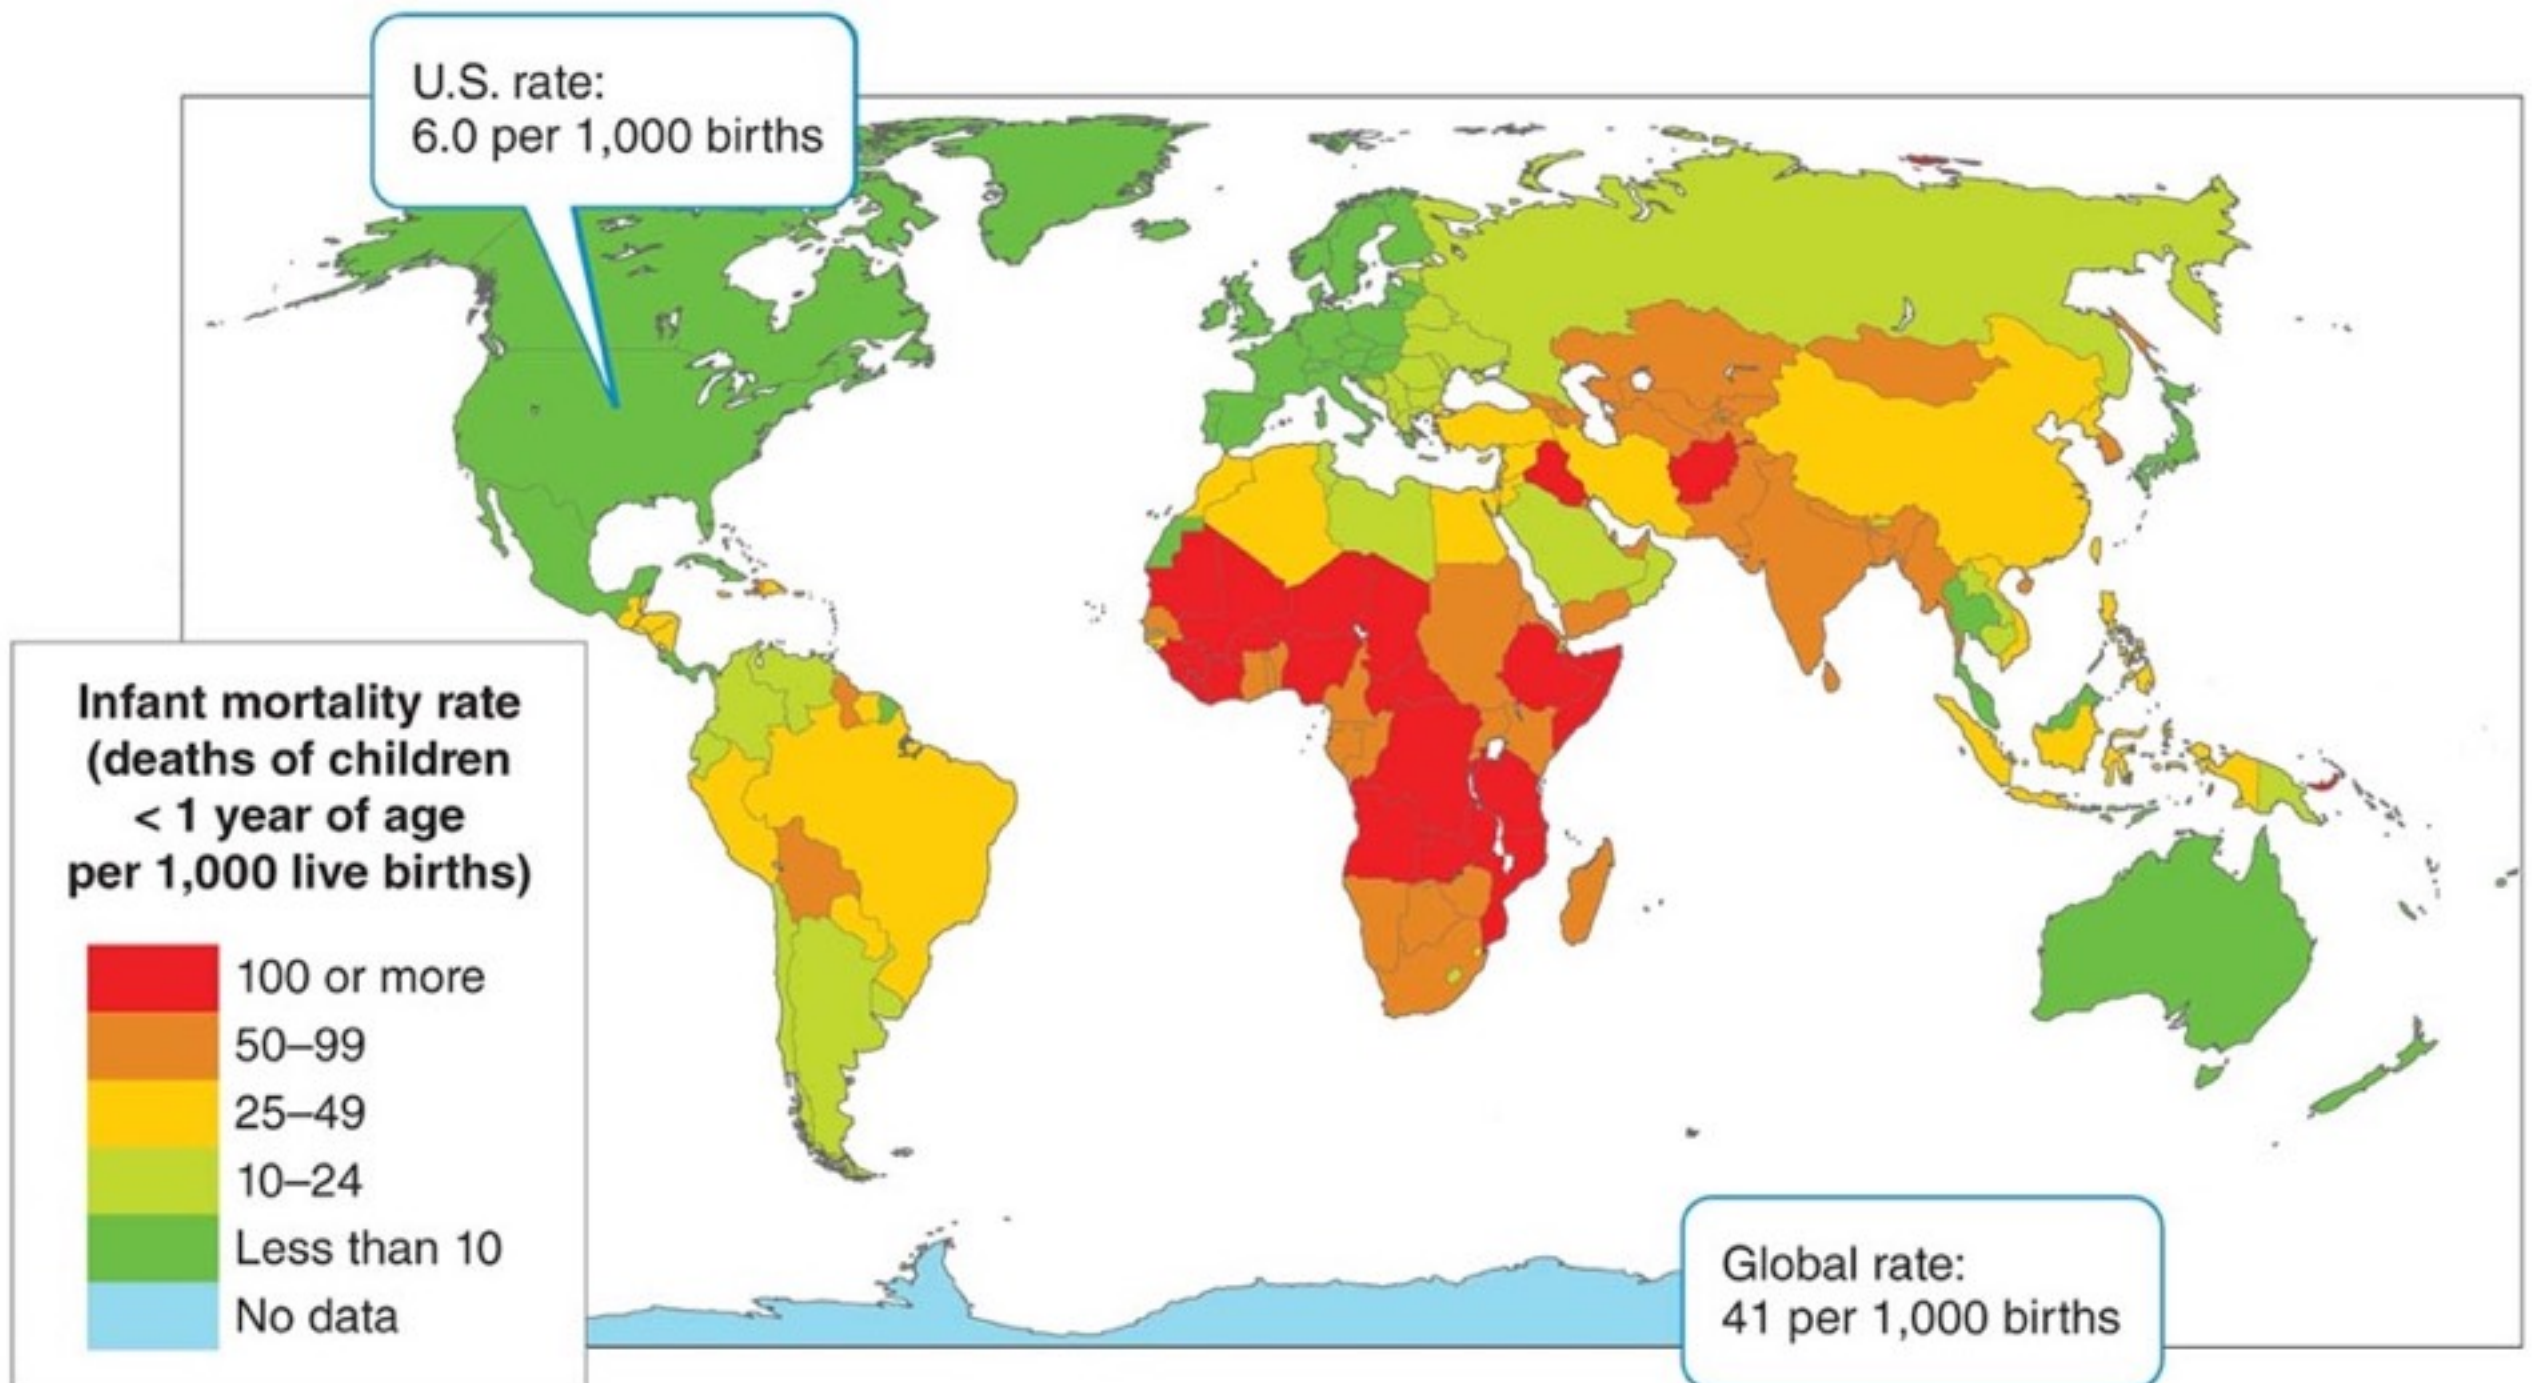 U.S. rate:
6.0 per 1,000 births
Infant mortality rate
(deaths of children
< 1 year of age
per 1,000 live births)
100 or more
50–99
25–49
10–24
Less than 10
No data
Global rate:
41 per 1,000 births